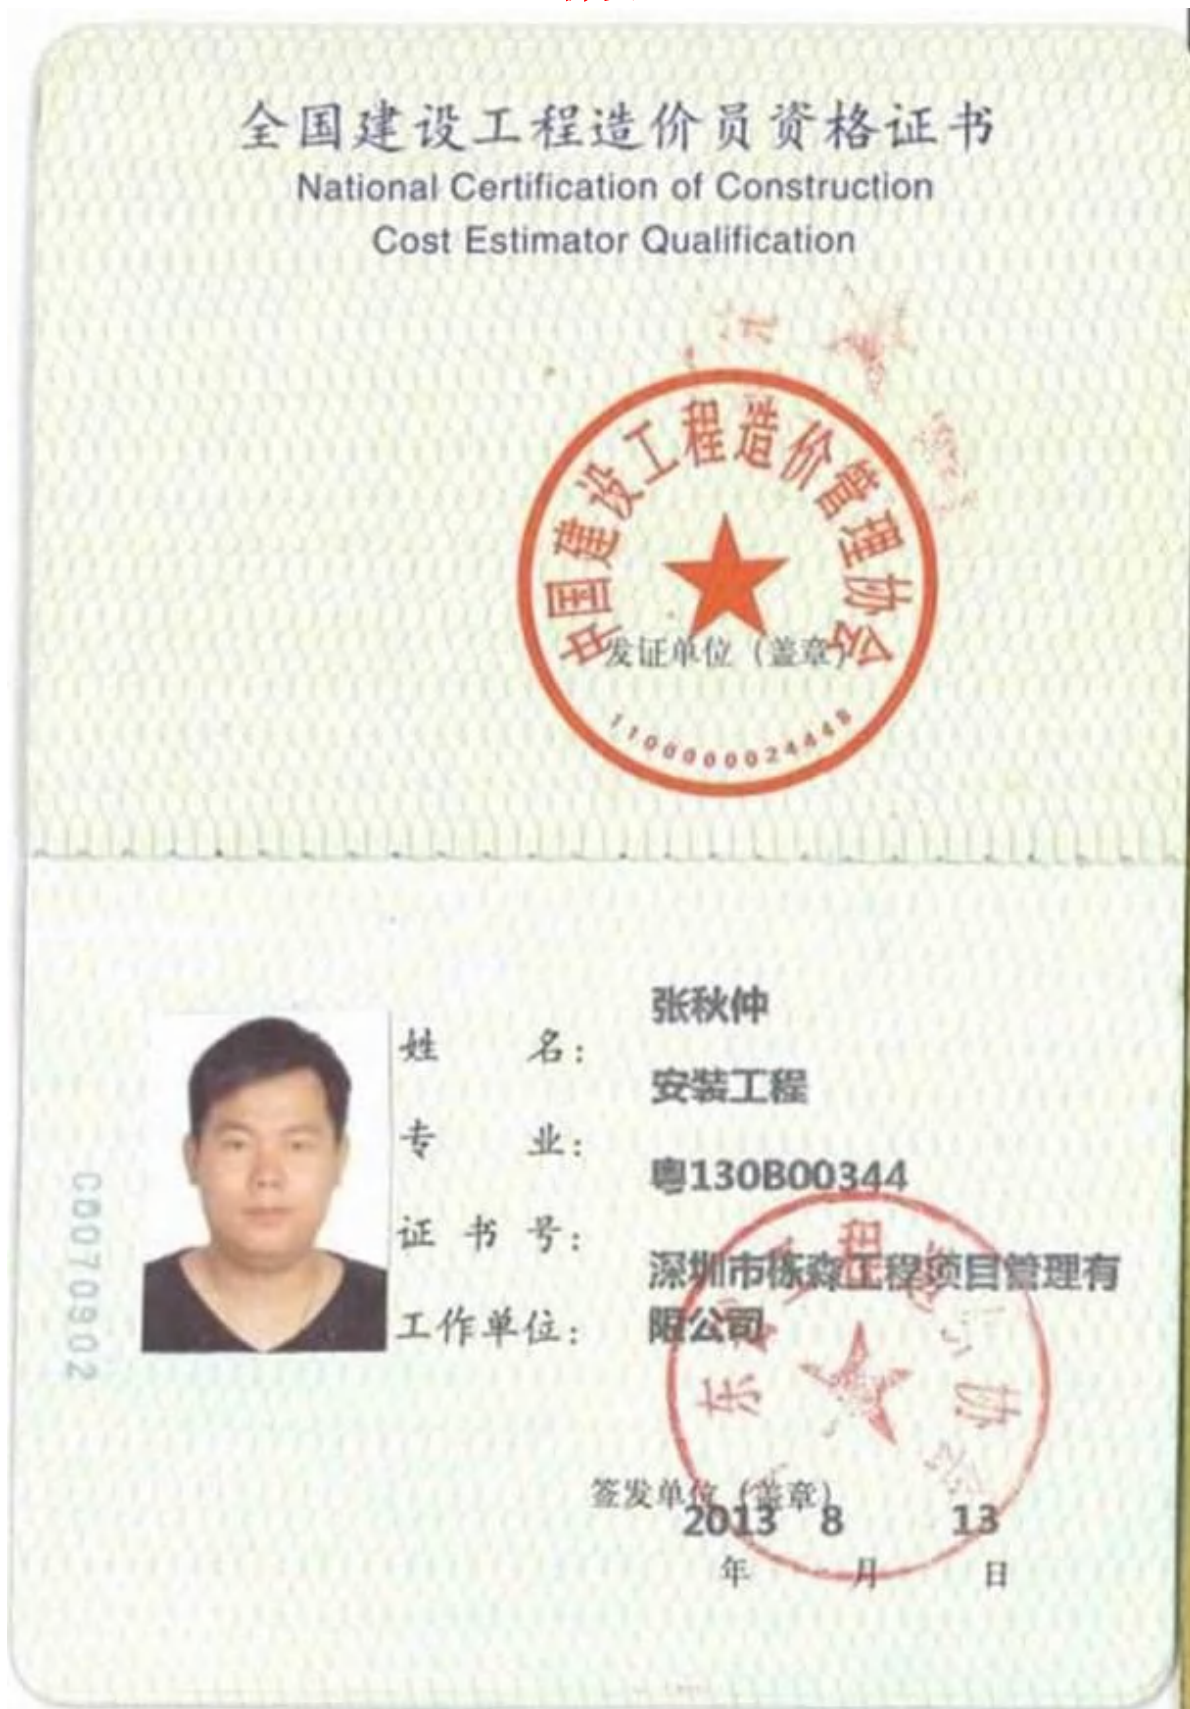 全国建设工程造价员资格证书
National Certification of Construction
Cost Estimator Qualification
中国建设工程造价管理协会
发证单位（盖章）
1100000024448
姓 名：
张秋仲
专 业：
安装工程
证 书 号：
粤130B00344
工作单位：
深圳市栋森工程项目管理有
限公司
C00070902
签发单位（盖章）
2013 8 13
年 月 日